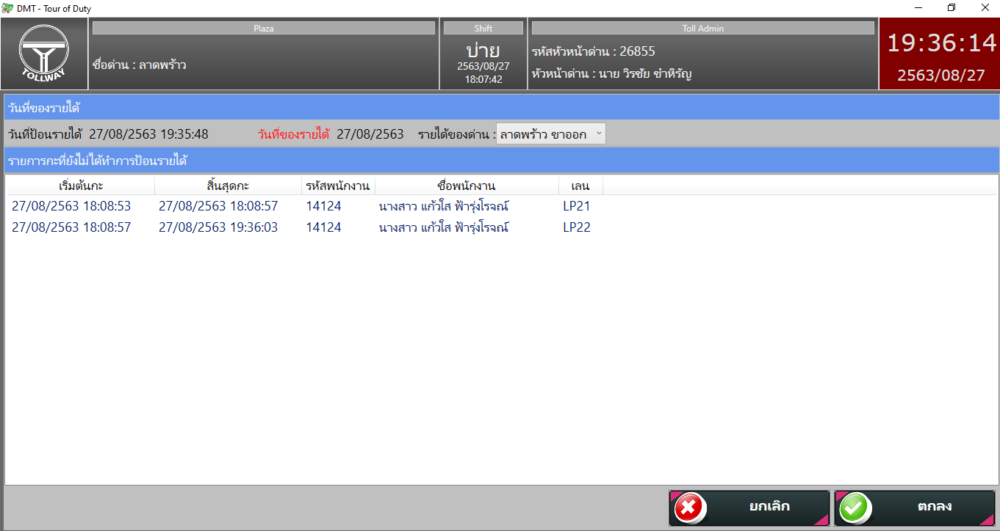 DMT - Tour of Duty
TOLLWAY
Plaza
ชื่อด่าน : ลาดพร้าว
Shift
บ่าย
2563/08/27
18:07:42
Toll Admin
รหัสหัวหน้าด่าน : 26855
หัวหน้าด่าน : นาย วิรชัย ขำหิรัญ
19:36:14
2563/08/27
วันที่ของรายได้
วันที่ป้อนรายได้ 27/08/2563 19:35:48 วันที่ของรายได้ 27/08/2563 รายได้ของด่าน : ลาดพร้าว ขาออก
รายการกะที่ยังไม่ได้ทำการป้อนรายได้
เริ่มต้นกะ สิ้นสุดกะ รหัสพนักงาน ชื่อพนักงาน เลน
27/08/2563 18:08:53 27/08/2563 18:08:57 14124 นางสาว แก้วใส ฟ้ารุ่งโรจณ์ LP21
27/08/2563 18:08:57 27/08/2563 19:36:03 14124 นางสาว แก้วใส ฟ้ารุ่งโรจณ์ LP22
ยกเลิก ตกลง